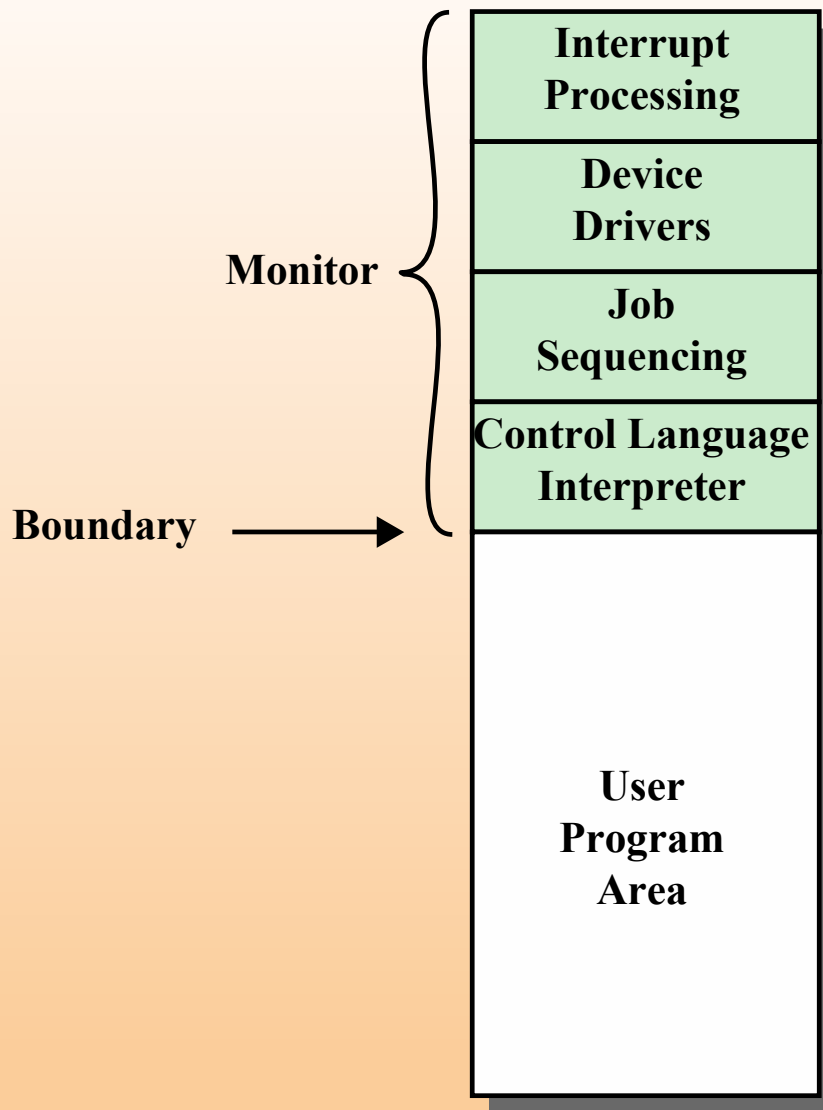 Interrupt
Processing
Device
Drivers
Monitor
Job
Sequencing
Control Language
Interpreter
Boundary
User
Program
Area